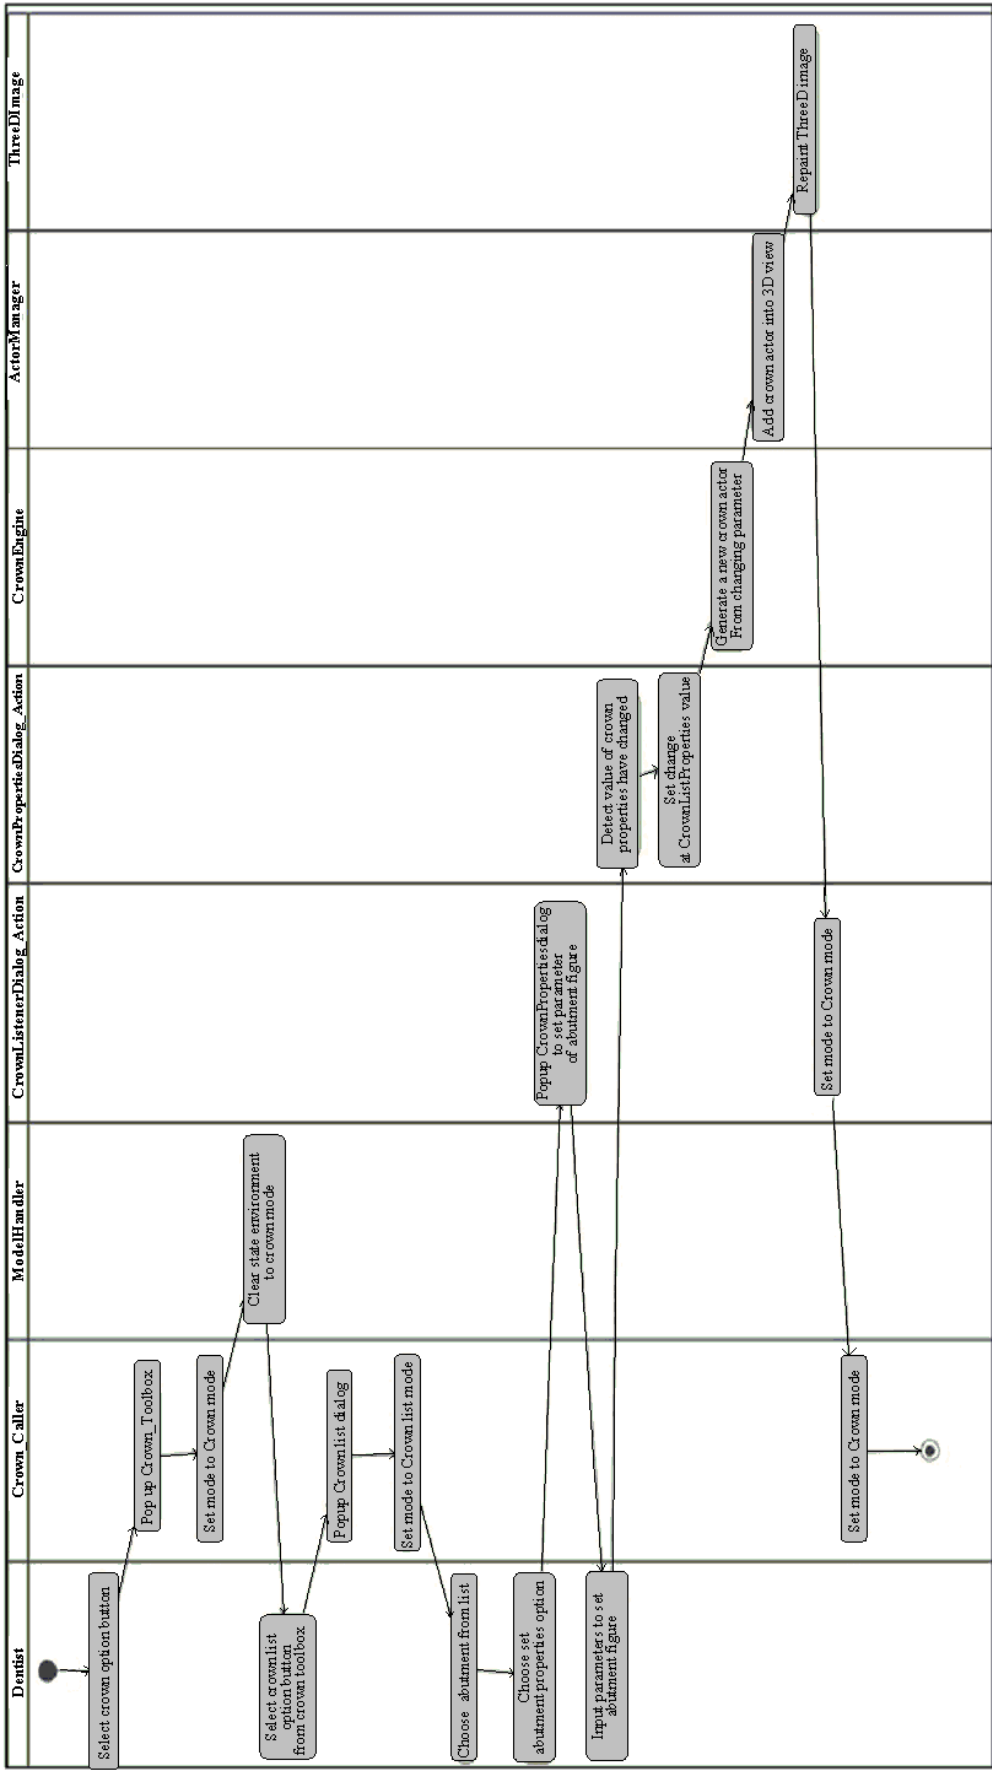 Dentist
Crown_Caller
ModelHandler
CrownListenerDialog_Action
CrownPropertiesDialog_Action
CrownEngine
ActorManager
ThreeDImage
Select crown option button
Pop up Crown_Toolbox
Set mode to Crown mode
Clear state environment
to crown mode
Select crown list
option button
from crown toolbox
Popup Crown list dialog
Set mode to Crown list mode
Choose abutment from list
Choose set
abutment properties option
Popup CrownPropertiesdialog
to set parameter
of abutment figure
Input parameters to set
abutment figure
Detect value of crown
properties have changed
Set change
at CrownListProperties value
Generate a new crown actor
From changing parameter
Add crown actor into 3D view
Repaint ThreeDimage
Set mode to Crown mode
Set mode to Crown mode